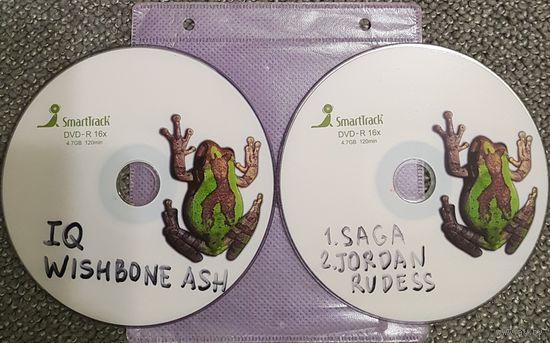 SmartTrack
DVD-R 16x
4.7GB 120min
IQ
WISHBONE ASH
SmartTrack
DVD-R 16x
4.7GB 120min
1. SAGA
2. JORDAN
RUDESS